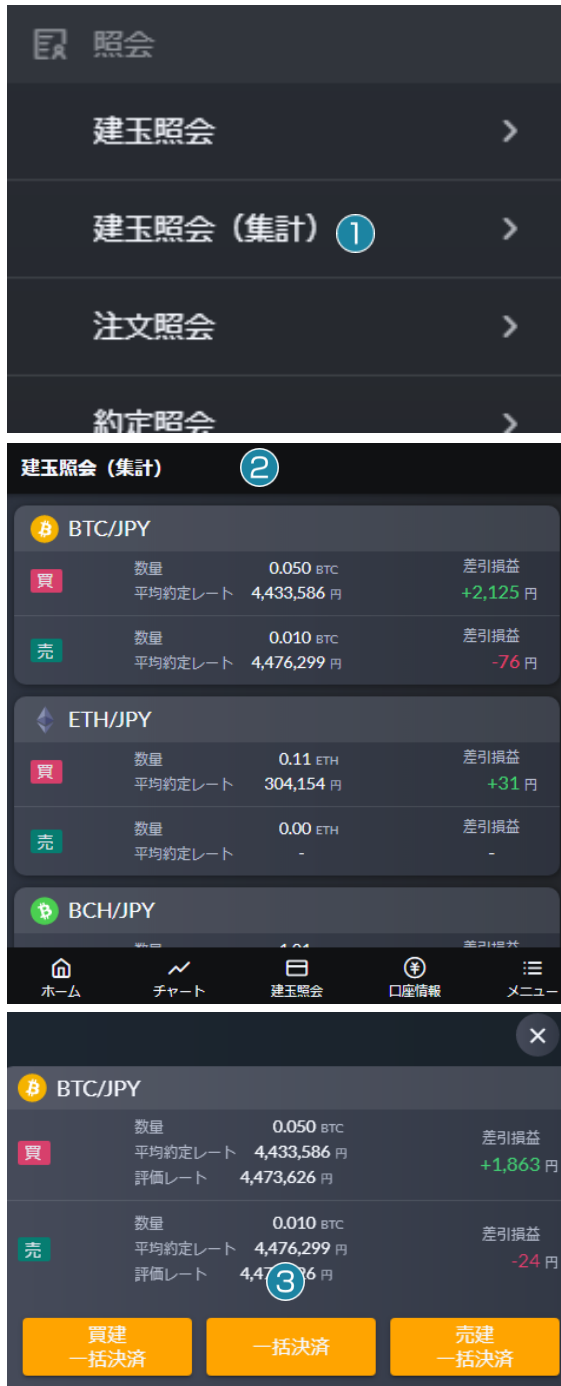 照会
建玉照会
建玉照会（集計） 1
注文照会
約定照会
建玉照会（集計） 2
BTC/JPY
買 数量 0.050 BTC 差引損益
平均約定レート 4,433,586 円 +2,125 円
売 数量 0.010 BTC 差引損益
平均約定レート 4,476,299 円 -76 円
ETH/JPY
買 数量 0.11 ETH 差引損益
平均約定レート 304,154 円 +31 円
売 数量 0.00 ETH 差引損益
平均約定レート - -
BCH/JPY
ホーム チャート 建玉照会 口座情報 メニュー
BTC/JPY
買 数量 0.050 BTC 差引損益
平均約定レート 4,433,586 円 +1,863 円
評価レート 4,473,626 円
売 数量 0.010 BTC 差引損益
平均約定レート 4,476,299 円 -24 円
評価レート 円
3
買建 一括決済 売建
一括決済 一括決済